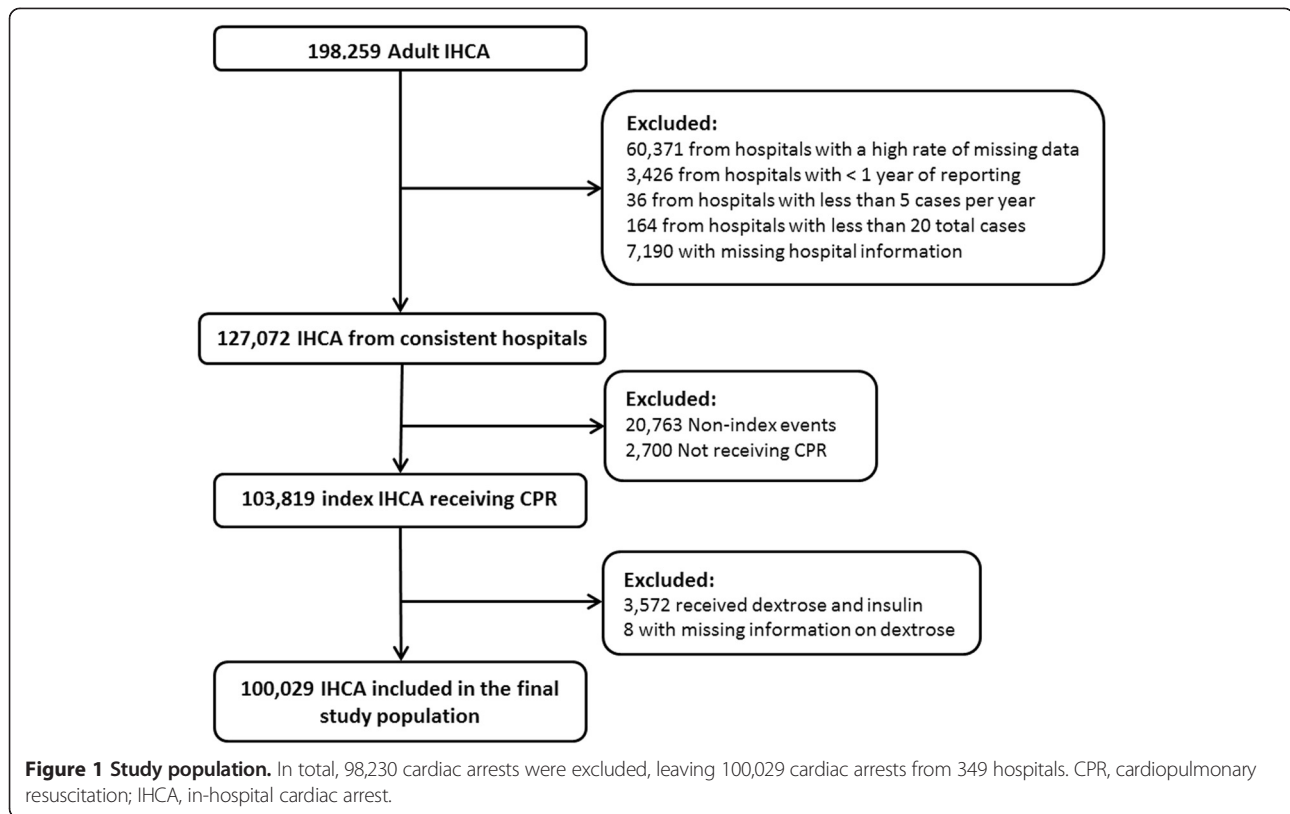 198,259 Adult IHCA
Excluded:
60,371 from hospitals with a high rate of missing data
3,426 from hospitals with < 1 year of reporting
36 from hospitals with less than 5 cases per year
164 from hospitals with less than 20 total cases
7,190 with missing hospital information
127,072 IHCA from consistent hospitals
Excluded:
20,763 Non-index events
2,700 Not receiving CPR
103,819 index IHCA receiving CPR
Excluded:
3,572 received dextrose and insulin
8 with missing information on dextrose
100,029 IHCA included in the final
study population
Figure 1 Study population. In total, 98,230 cardiac arrests were excluded, leaving 100,029 cardiac arrests from 349 hospitals. CPR, cardiopulmonary
resuscitation; IHCA, in-hospital cardiac arrest.